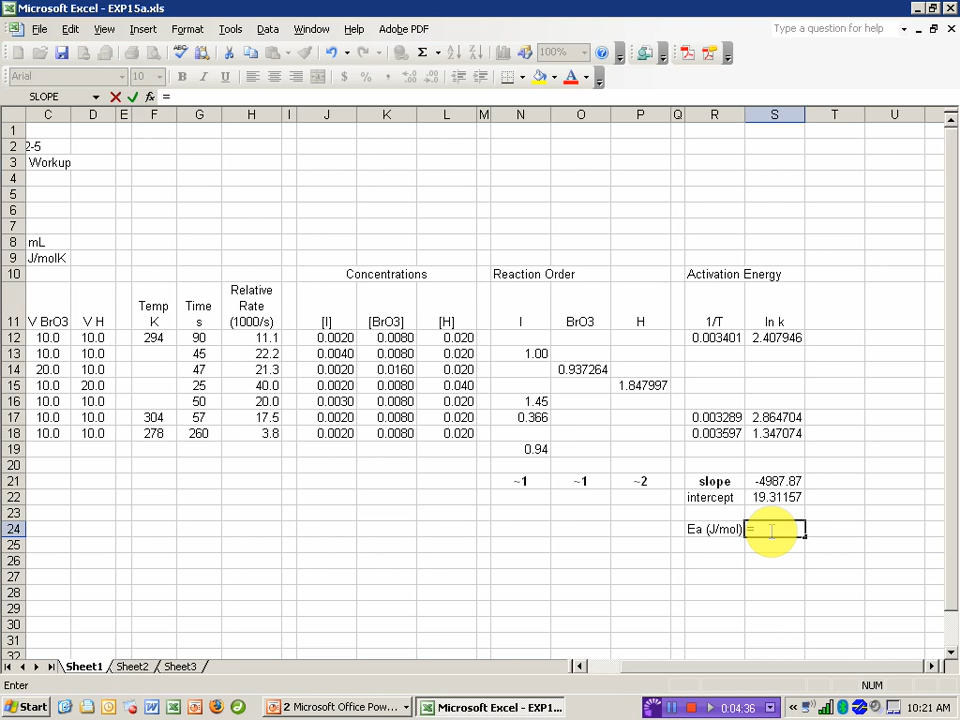 Microsoft Excel - EXP15a.xls
File Edit View Insert Format Tools Data Window Help Adobe PDF Type a question for help
Σ 100%
Arial 10 B I U $ % , A
SLOPE fx =
C D E F G H I J K L M N O P Q R S T U
1
2 2-5
3 Workup
4
5
6
7
8 mL
9 J/molK
10 Concentrations Reaction Order Activation Energy
Relative
Temp Time Rate
11 V BrO3 V H K s (1000/s) [I] [BrO3] [H] I BrO3 H 1/T ln k
12 10.0 10.0 294 90 11.1 0.0020 0.0080 0.020 0.003401 2.407946
13 10.0 10.0 45 22.2 0.0040 0.0080 0.020 1.00
14 20.0 10.0 47 21.3 0.0020 0.0160 0.020 0.937264
15 10.0 20.0 25 40.0 0.0020 0.0080 0.040 1.847997
16 10.0 10.0 50 20.0 0.0030 0.0080 0.020 1.45
17 10.0 10.0 304 57 17.5 0.0020 0.0080 0.020 0.366 0.003289 2.864704
18 10.0 10.0 278 260 3.8 0.0020 0.0080 0.020 0.003597 1.347074
19 0.94
20
21 ~1 ~1 ~2 slope -4987.87
22 intercept 19.31157
23
24 Ea (J/mol) =
25
26
27
28
29
30
31
32
Sheet1 Sheet2 Sheet3
Enter NUM
Start 2 Microsoft Office Pow... Microsoft Excel - EXP1... 0:04:36 10:21 AM